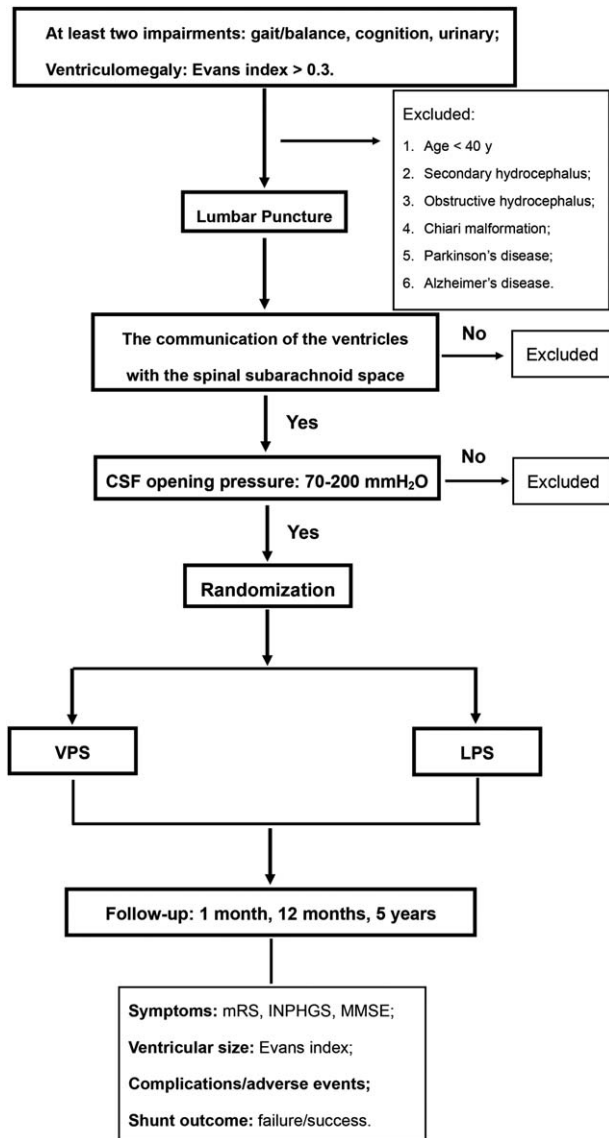 At least two impairments: gait/balance, cognition, urinary;
Ventriculomegaly: Evans index > 0.3.
Excluded:
1. Age < 40 y
2. Secondary hydrocephalus;
3. Obstructive hydrocephalus;
4. Chiari malformation;
5. Parkinson's disease;
6. Alzheimer's disease.
Lumbar Puncture
The communication of the ventricles
with the spinal subarachnoid space
No
Excluded
Yes
CSF opening pressure: 70-200 mmH₂O
No
Excluded
Yes
Randomization
VPS
LPS
Follow-up: 1 month, 12 months, 5 years
Symptoms: mRS, INPHGS, MMSE;
Ventricular size: Evans index;
Complications/adverse events;
Shunt outcome: failure/success.